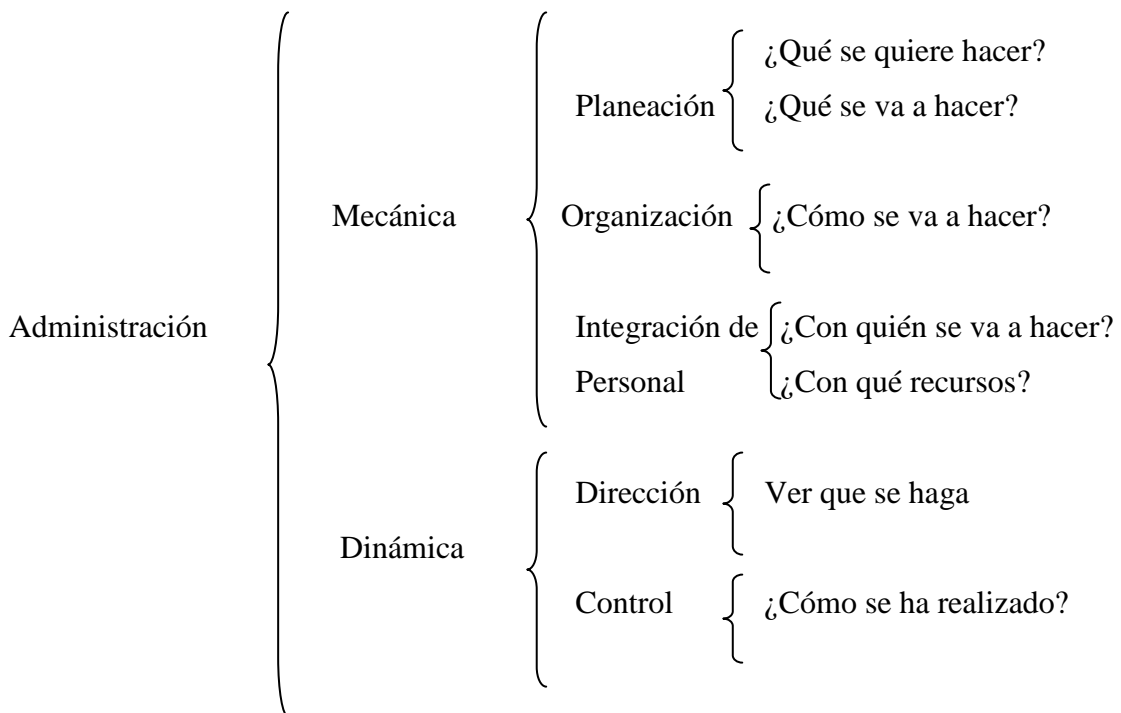 ¿Qué se quiere hacer?
Planeación ¿Qué se va a hacer?
Mecánica Organización ¿Cómo se va a hacer?
Administración Integración de ¿Con quién se va a hacer?
Personal ¿Con qué recursos?
Dirección Ver que se haga
Dinámica
Control ¿Cómo se ha realizado?